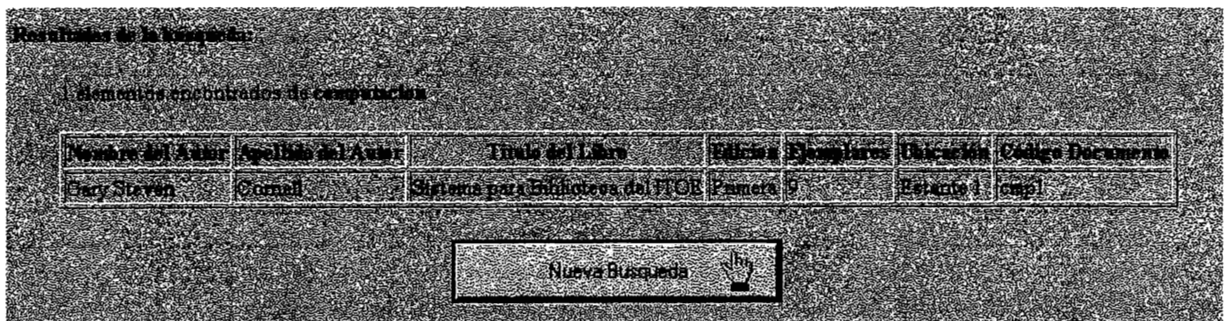 Resultados de la busqueda:
1 elementos encontrados de computacion
Nombre del Autor Apellido del Autor Titulo del Libro Edicion Ejemplares Ubicación Código Documento
Gary Steven Cornell Sistema para Biblioteca del ITOE Primera 9 Estante 1 cmp1
Nueva Busqueda